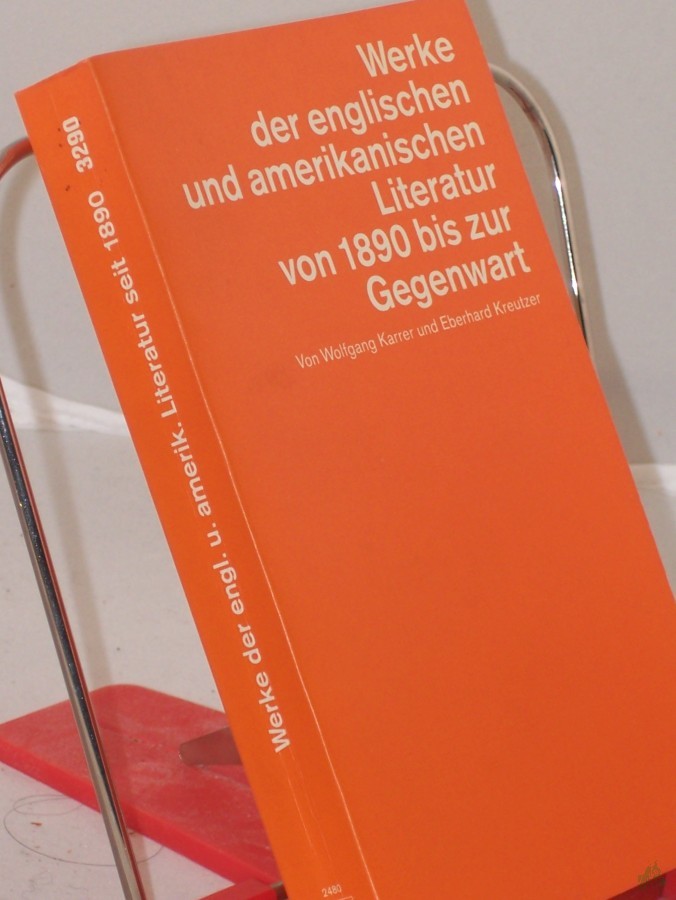 Werke
der englischen
und amerikanischen
Literatur
von 1890 bis zur
Gegenwart
Von Wolfgang Karrer und Eberhard Kreutzer
Werke der engl. u. amerik. Literatur seit 1890 3290
2480